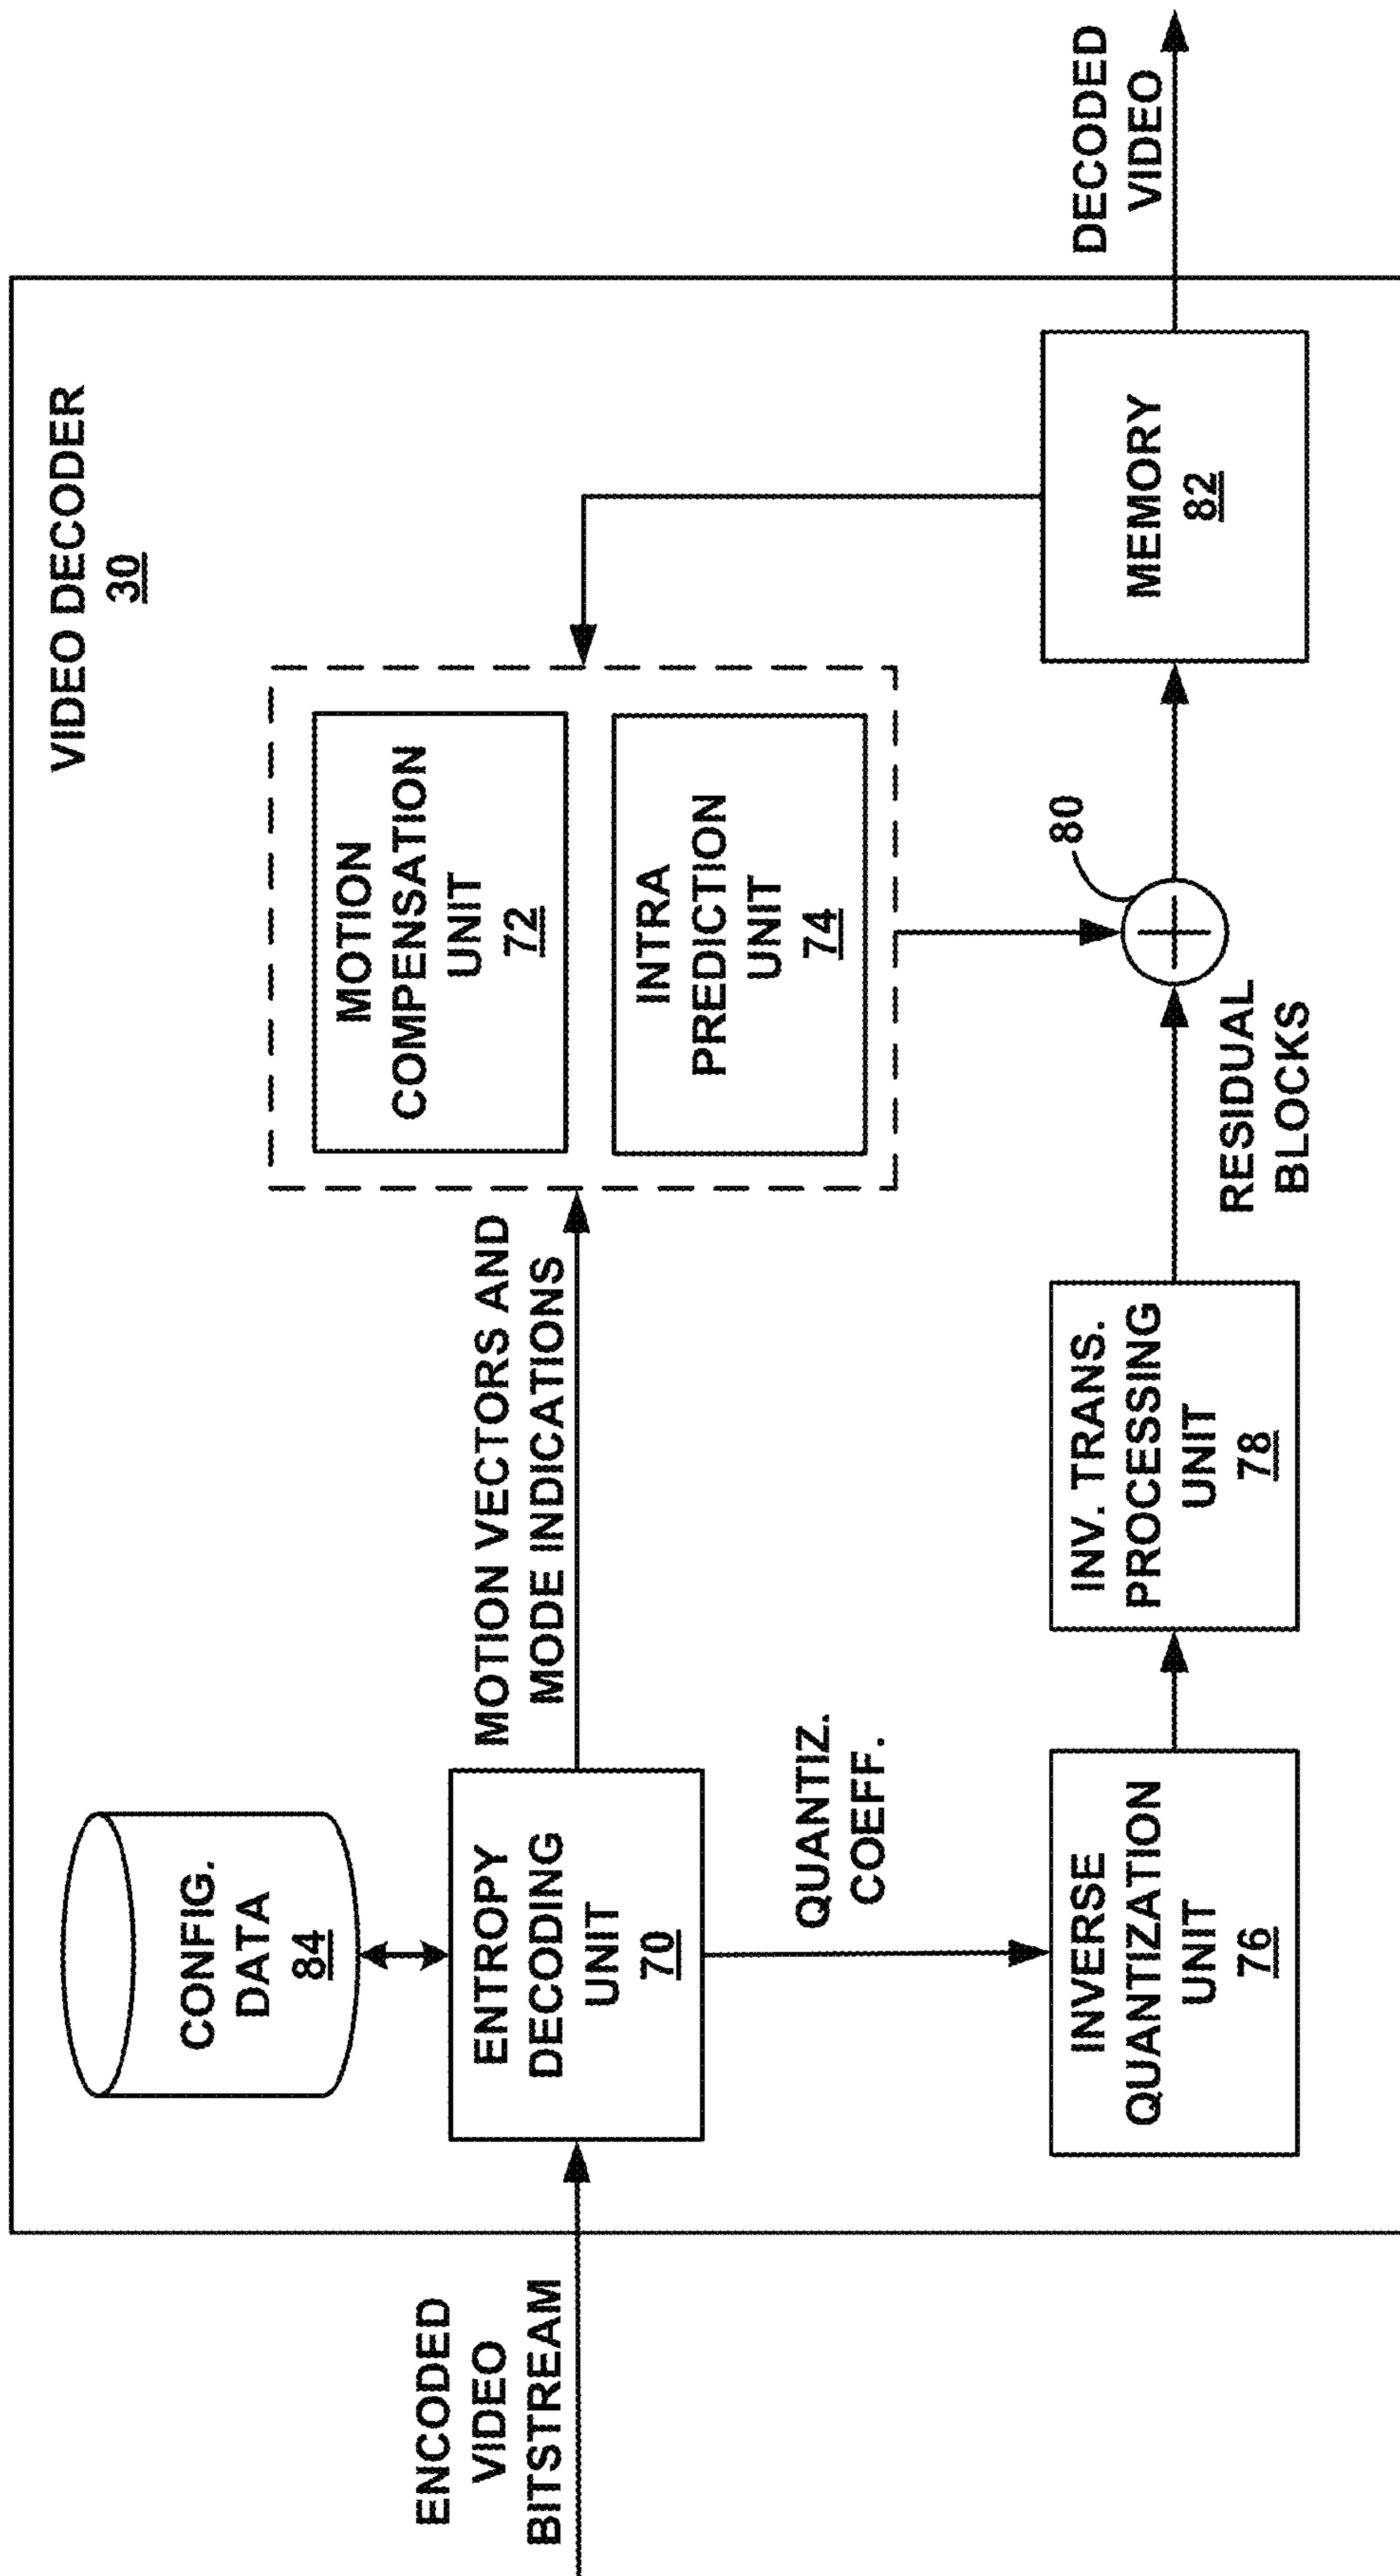 VIDEO DECODER
30
CONFIG.
DATA
84
ENCODED
VIDEO
BITSTREAM
ENTROPY
DECODING
UNIT
70
MOTION VECTORS AND
MODE INDICATIONS
MOTION
COMPENSATION
UNIT
72
INTRA
PREDICTION
UNIT
74
QUANTIZ.
COEFF.
INVERSE
QUANTIZATION
UNIT
76
INV. TRANS.
PROCESSING
UNIT
78
RESIDUAL
BLOCKS
80
MEMORY
82
DECODED
VIDEO